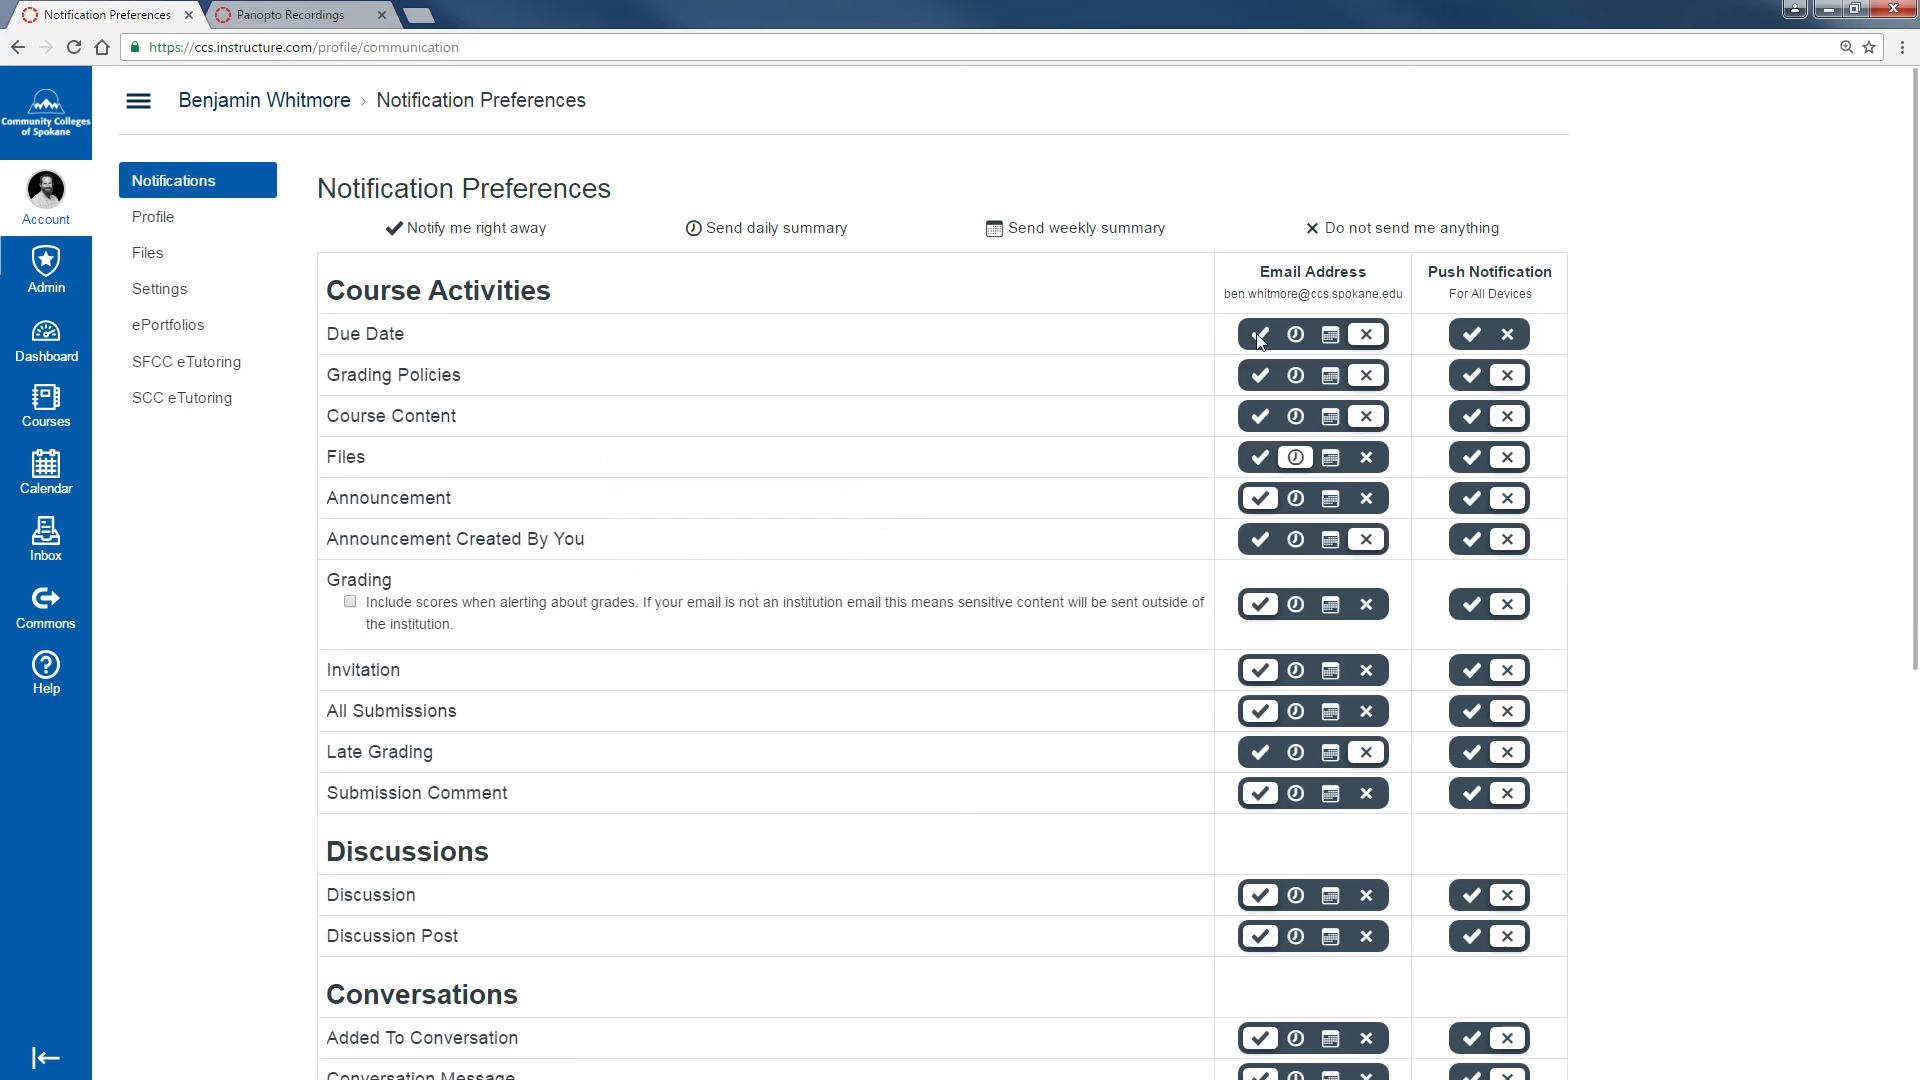 Notification Preferences
Panopto Recordings
https://ccs.instructure.com/profile/communication
Community Colleges
of Spokane
Account
Admin
Dashboard
Courses
Calendar
Inbox
Commons
Help
Benjamin Whitmore › Notification Preferences
Notifications
Profile
Files
Settings
ePortfolios
SFCC eTutoring
SCC eTutoring
Notification Preferences
Notify me right away
Send daily summary
Send weekly summary
Do not send me anything
Course Activities
Email Address
ben.whitmore@ccs.spokane.edu
Push Notification
For All Devices
Due Date
Grading Policies
Course Content
Files
Announcement
Announcement Created By You
Grading
Include scores when alerting about grades. If your email is not an institution email this means sensitive content will be sent outside of
the institution.
Invitation
All Submissions
Late Grading
Submission Comment
Discussions
Discussion
Discussion Post
Conversations
Added To Conversation
Conversation Message